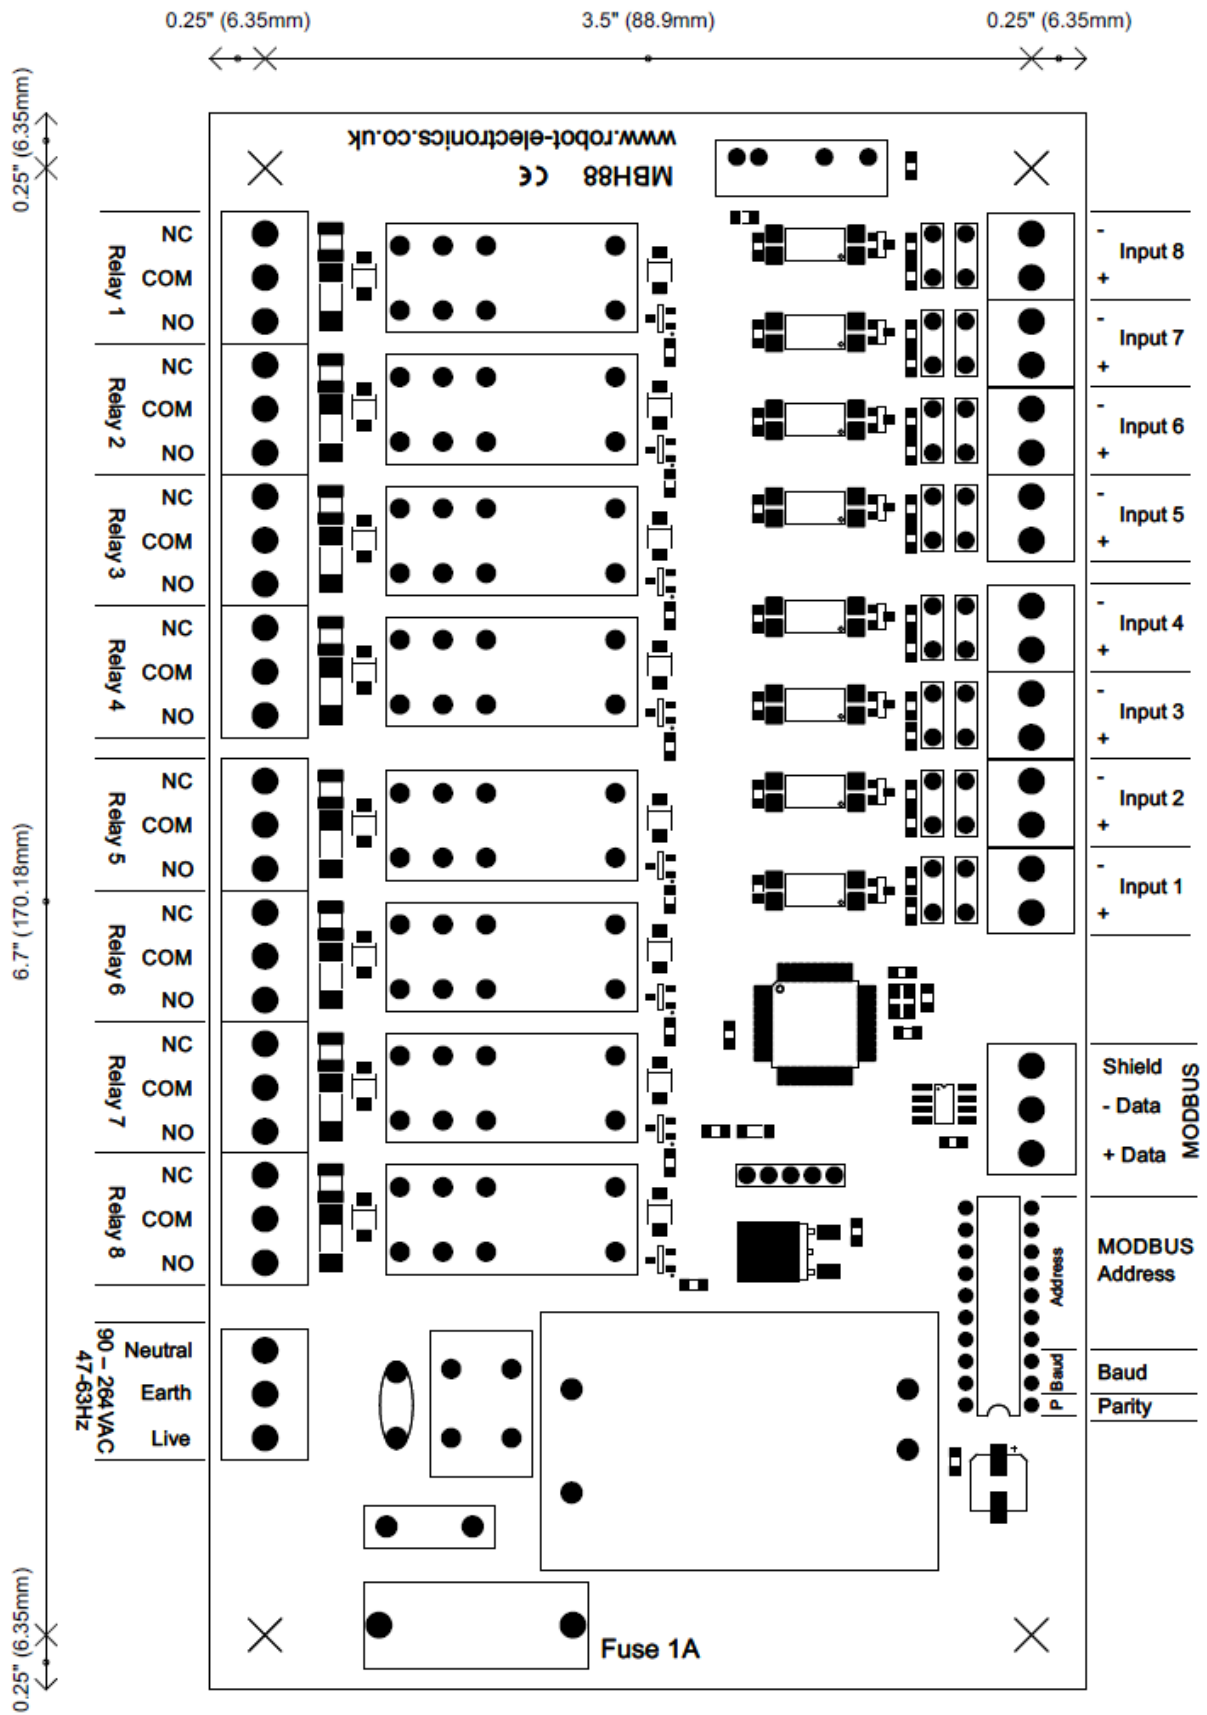 0.25" (6.35mm)
3.5" (88.9mm)
0.25" (6.35mm)
0.25" (6.35mm)
6.7" (170.18mm)
0.25" (6.35mm)
www.robot-electronics.co.uk
MBH88 CE
Relay 1
NC
COM
NO
Relay 2
NC
COM
NO
Relay 3
NC
COM
NO
Relay 4
NC
COM
NO
Relay 5
NC
COM
NO
Relay 6
NC
COM
NO
Relay 7
NC
COM
NO
Relay 8
NC
COM
NO
90 – 264VAC
47-63Hz
Neutral
Earth
Live
-
Input 8
+
-
Input 7
+
-
Input 6
+
-
Input 5
+
-
Input 4
+
-
Input 3
+
-
Input 2
+
-
Input 1
+
Shield
- Data
+ Data
MODBUS
Address
MODBUS
Address
Baud
Baud
P
Parity
+
Fuse 1A